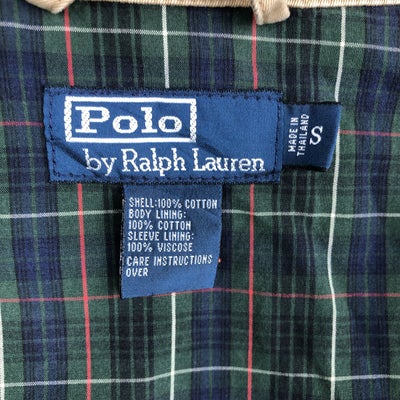 Polo
by Ralph Lauren
S
MADE IN
THAILAND
SHELL:100% COTTON
BODY LINING:
100% COTTON
SLEEVE LINING:
100% VISCOSE
CARE INSTRUCTIONS
OVER